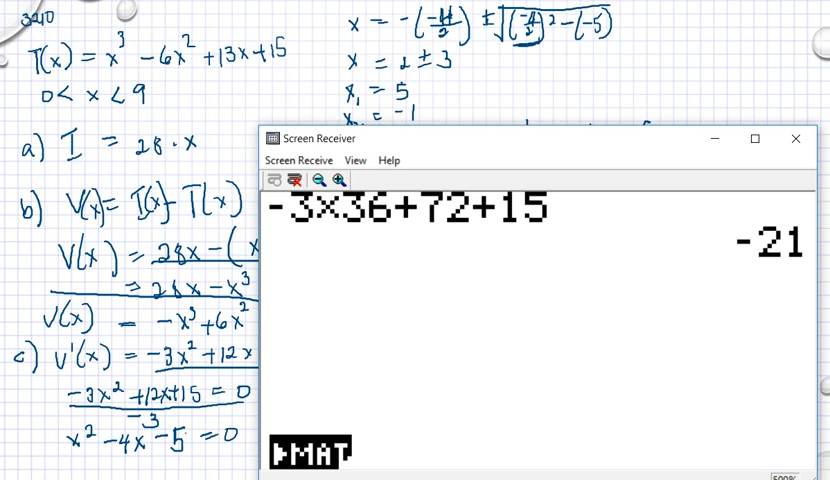 3210
T(x) = x³ - 6x² + 13x + 15
0 < x < 9
a) I = 28 · x
b) V(x) = I(x) - T(x)
V(x) = 28x - ( x
= 28x - x³
V(x) = -x³ + 6x²
c) V'(x) = -3x² + 12x
-3x² + 12x + 15 = 0
-3
x² - 4x - 5 = 0
x = -(-4/2) ± √((-4/2)² - (-5))
x = 2 ± 3
x₁ = 5
x₂ = -1
Screen Receiver
Screen Receive View Help
-3×36+72+15
-21
▶MAT